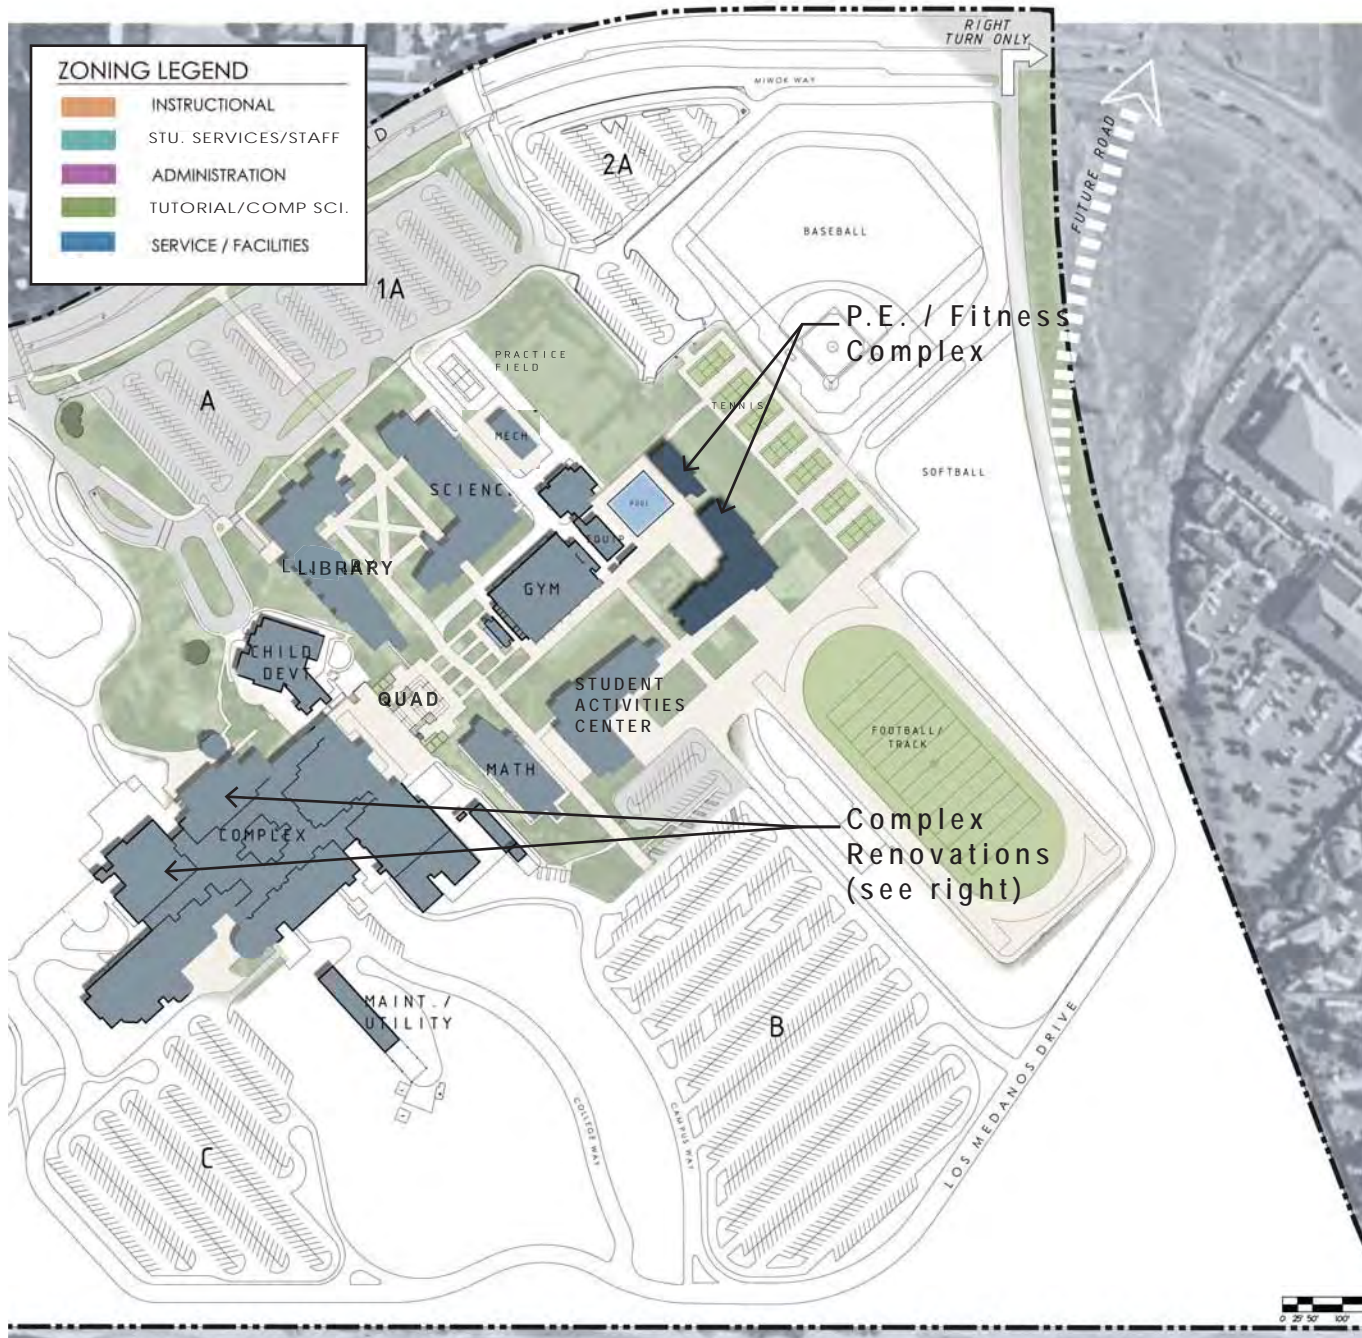 RIGHT
TURN ONLY
ZONING LEGEND
INSTRUCTIONAL
STU. SERVICES/STAFF
ADMINISTRATION
TUTORIAL/COMP SCI.
SERVICE / FACILITIES
D
MIWOK WAY
2A
FUTURE ROAD
BASEBALL
1A
P.E. / Fitness
Complex
PRACTICE
FIELD
A
TENNIS
MECH
SOFTBALL
SCIENC.
POOL
EQUIP
LIBRARY
GYM
CHILD
DEVT
STUDENT
ACTIVITIES
CENTER
QUAD
FOOTBALL/
TRACK
MATH
COMPLEX
Complex
Renovations
(see right)
MAINT./
UTILITY
B
LOS MEDANOS DRIVE
COLLEGE WAY
CAMPUS WAY
C
0 25' 50' 100'